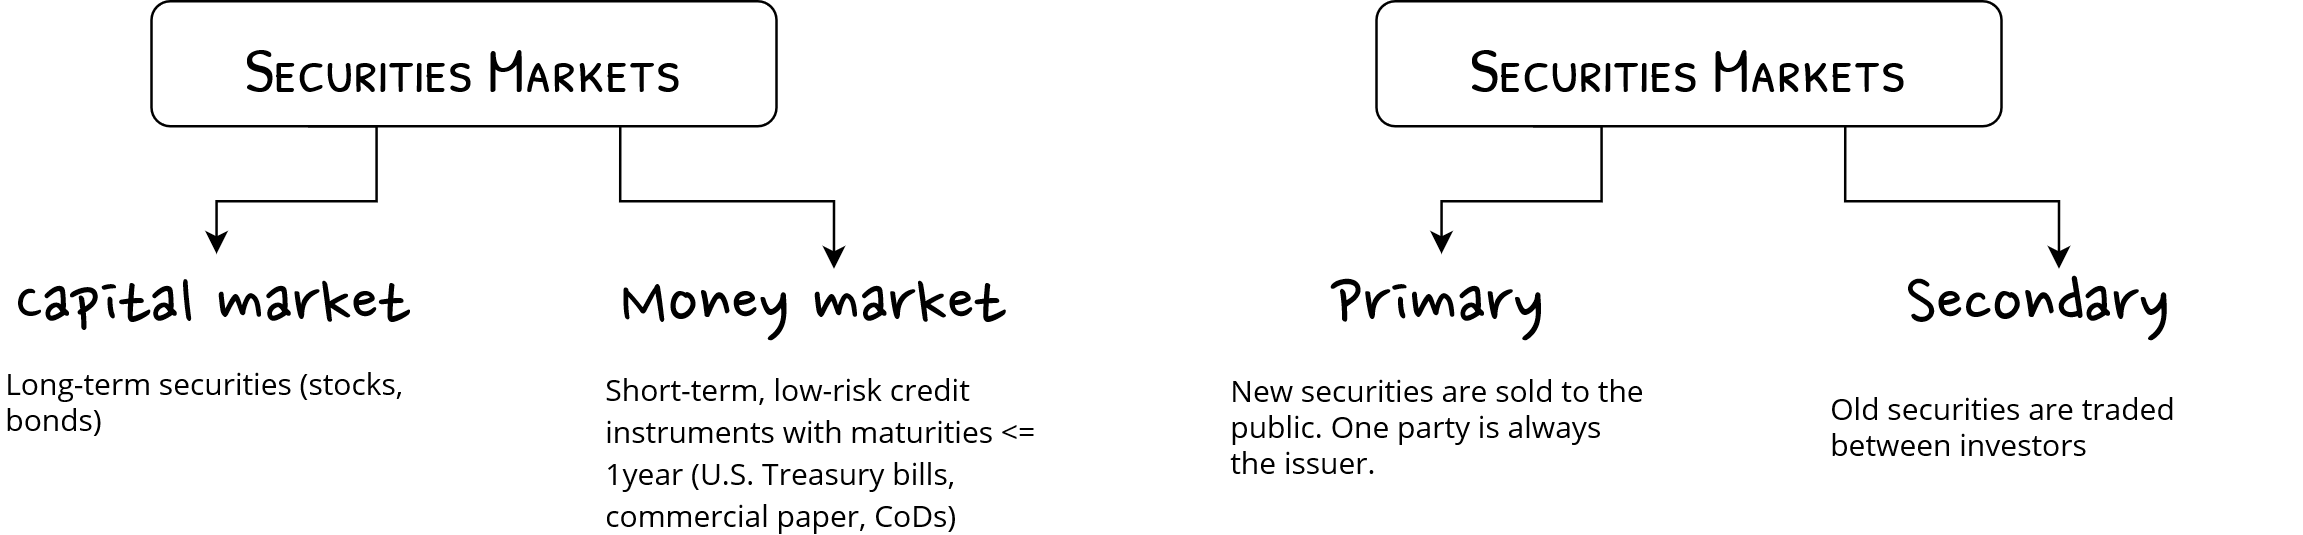 Securities Markets
Capital market
Long-term securities (stocks,
bonds)
Money market
Short-term, low-risk credit
instruments with maturities <=
1year (U.S. Treasury bills,
commercial paper, CoDs)
Securities Markets
Primary
New securities are sold to the
public. One party is always
the issuer.
Secondary
Old securities are traded
between investors